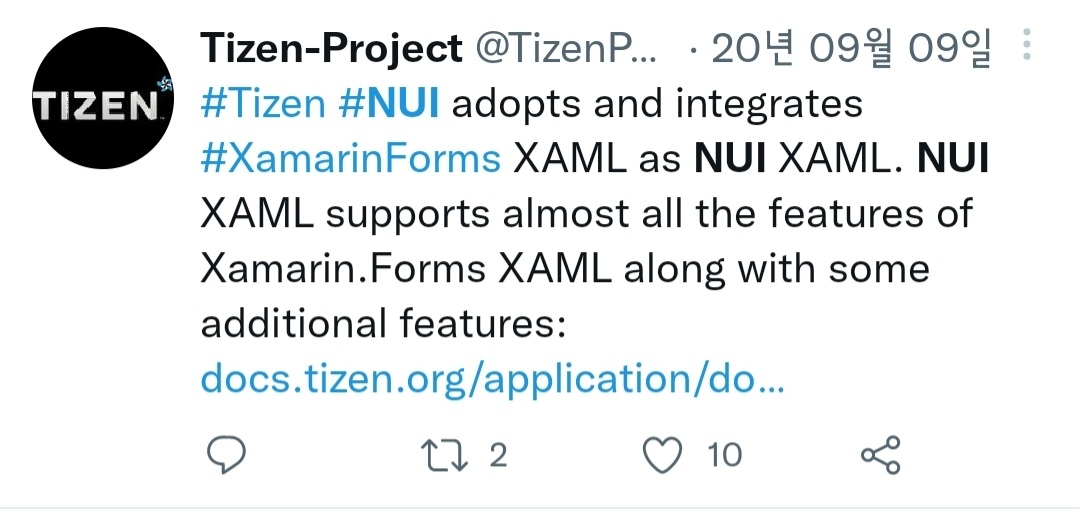 TIZEN
Tizen-Project @TizenP... · 20년 09월 09일
#Tizen #NUI adopts and integrates
#XamarinForms XAML as NUI XAML. NUI
XAML supports almost all the features of
Xamarin.Forms XAML along with some
additional features:
docs.tizen.org/application/do...
2 10